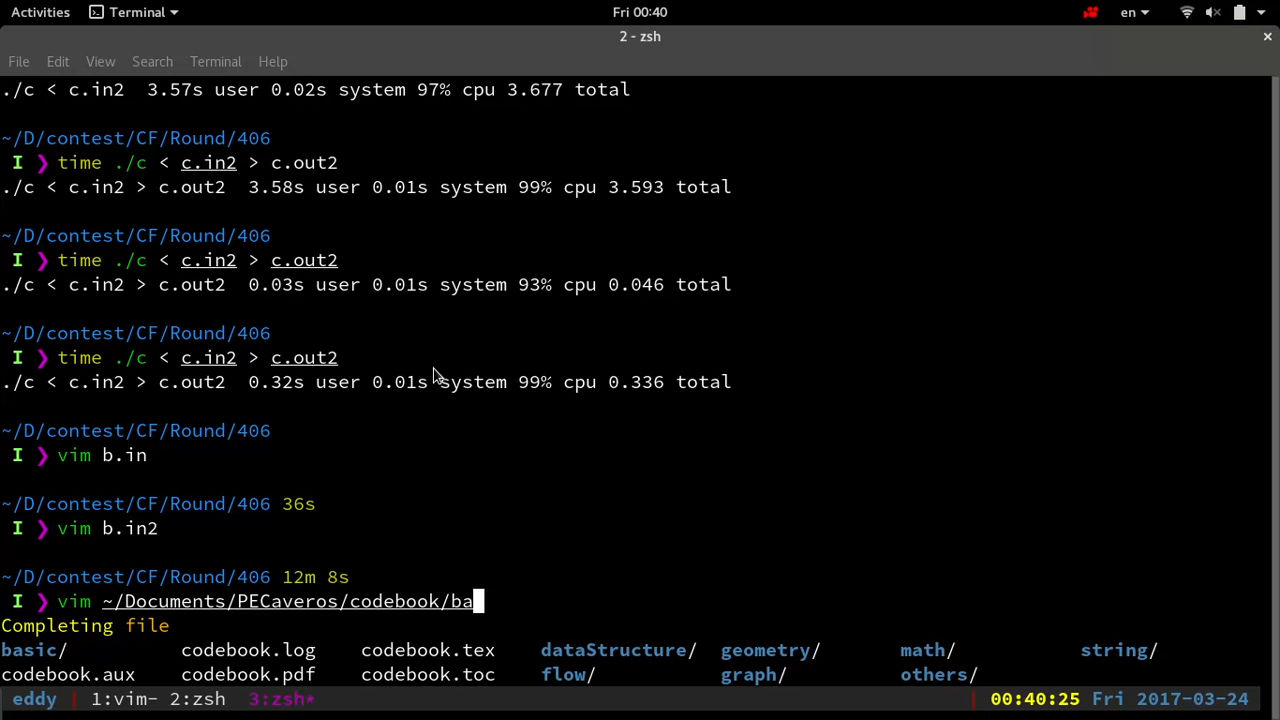 Activities Terminal Fri 00:40 en
2 - zsh
File Edit View Search Terminal Help
./c < c.in2 3.57s user 0.02s system 97% cpu 3.677 total
~/D/contest/CF/Round/406
I ❯ time ./c < c.in2 > c.out2
./c < c.in2 > c.out2 3.58s user 0.01s system 99% cpu 3.593 total
~/D/contest/CF/Round/406
I ❯ time ./c < c.in2 > c.out2
./c < c.in2 > c.out2 0.03s user 0.01s system 93% cpu 0.046 total
~/D/contest/CF/Round/406
I ❯ time ./c < c.in2 > c.out2
./c < c.in2 > c.out2 0.32s user 0.01s system 99% cpu 0.336 total
~/D/contest/CF/Round/406
I ❯ vim b.in
~/D/contest/CF/Round/406 36s
I ❯ vim b.in2
~/D/contest/CF/Round/406 12m 8s
I ❯ vim ~/Documents/PECaveros/codebook/ba
Completing file
basic/ codebook.log codebook.tex dataStructure/ geometry/ math/ string/
codebook.aux codebook.pdf codebook.toc flow/ graph/ others/
eddy | 1:vim- 2:zsh 3:zsh* | 00:40:25 Fri 2017-03-24